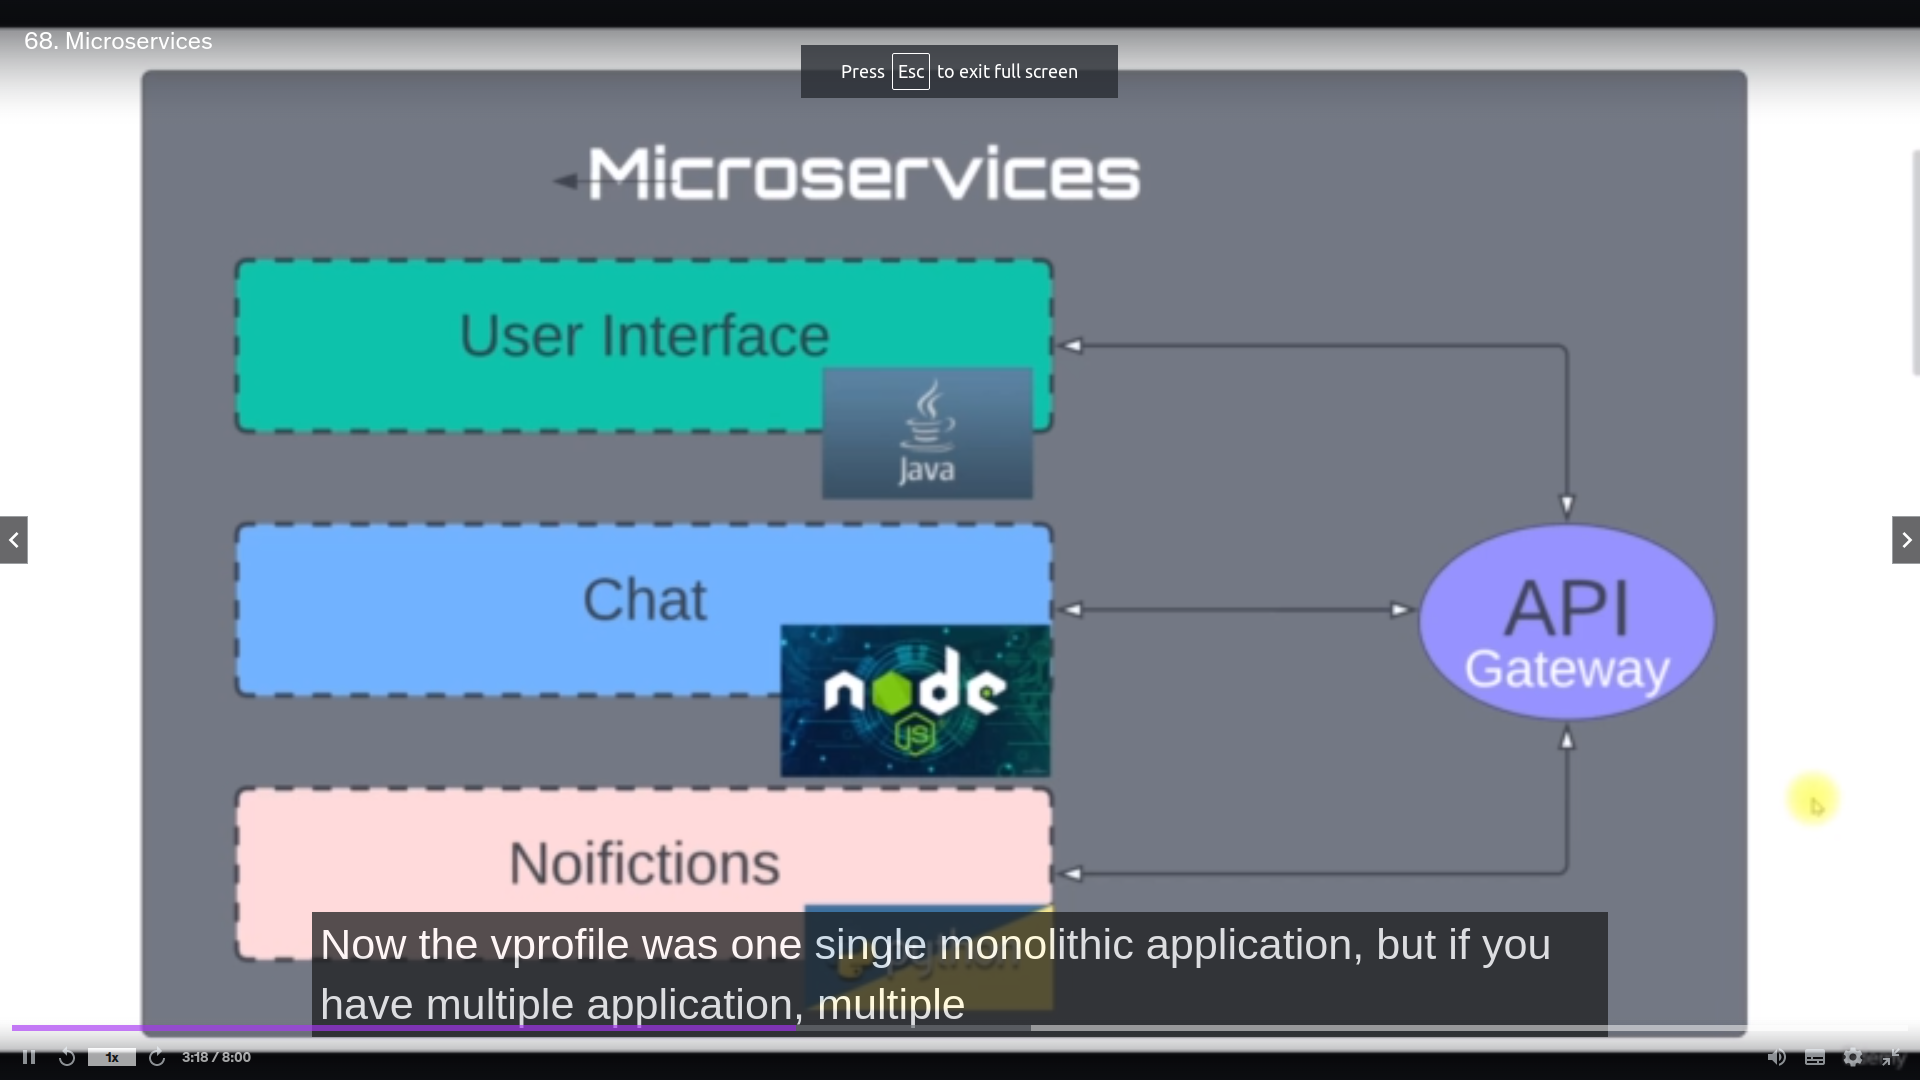 68. Microservices
Press Esc to exit full screen
Microservices
User Interface
Java
Chat
node
JS
API
Gateway
Noifictions
python
Now the vprofile was one single monolithic application, but if you
have multiple application, multiple
1x
3:18 / 8:00